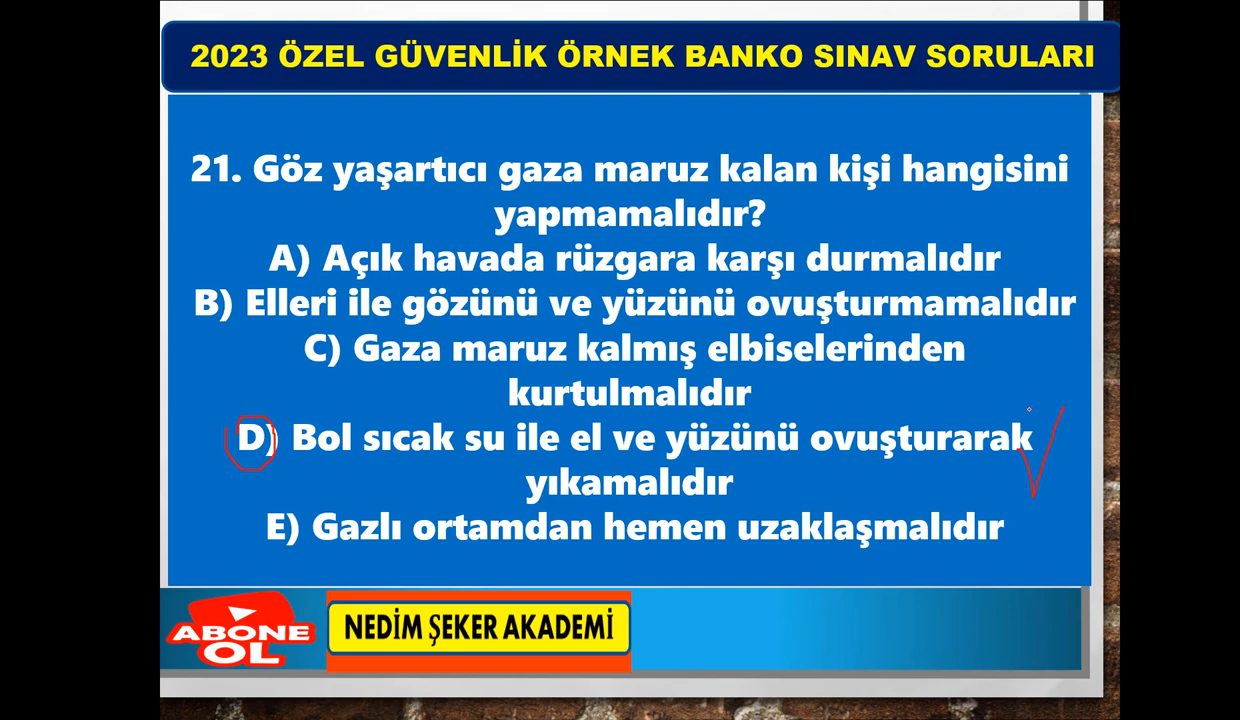 2023 ÖZEL GÜVENLİK ÖRNEK BANKO SINAV SORULARI
21. Göz yaşartıcı gaza maruz kalan kişi hangisini
yapmamalıdır?
A) Açık havada rüzgara karşı durmalıdır
B) Elleri ile gözünü ve yüzünü ovuşturmamalıdır
C) Gaza maruz kalmış elbiselerinden
kurtulmalıdır
D) Bol sıcak su ile el ve yüzünü ovuşturarak
yıkamalıdır
E) Gazlı ortamdan hemen uzaklaşmalıdır
ABONE
OL
NEDİM ŞEKER AKADEMİ